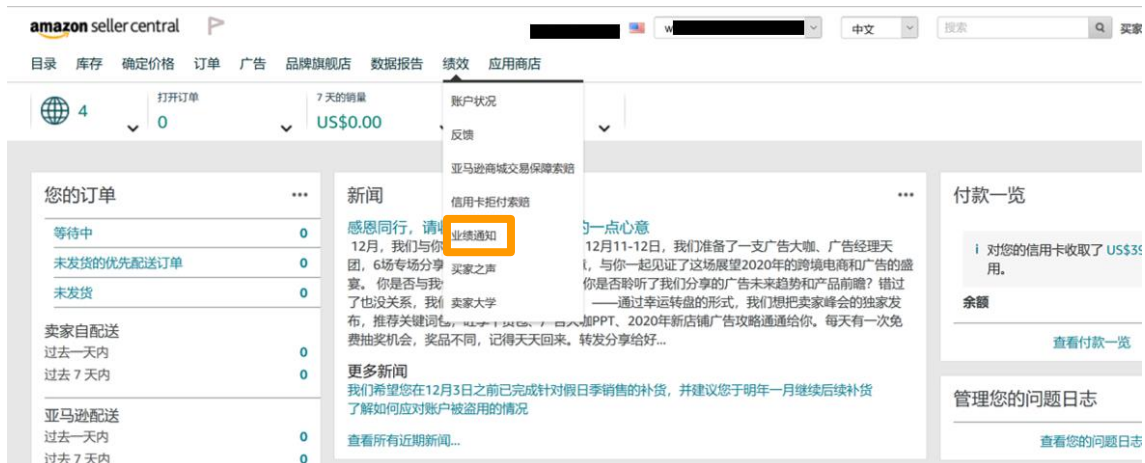 amazon seller central
w
中文
搜索
买家
目录 库存 确定价格 订单 广告 品牌旗舰店 数据报告 绩效 应用商店
4
打开订单
0
7 天的销量
US$0.00
账户状况
反馈
亚马逊商城交易保障索赔
信用卡拒付索赔
业绩通知
买家之声
卖家大学
您的订单
等待中 0
未发货的优先配送订单 0
未发货 0
卖家自配送
过去一天内 0
过去 7 天内 0
亚马逊配送
过去一天内 0
过去 7 天内 0
新闻
感恩同行，请 的一点心意
12月，我们与你 12月11-12日，我们准备了一支广告大咖、广告经理天
团，6场专场分享 ，与你一起见证了这场展望2020年的跨境电商和广告的盛
宴。 你是否与我 你是否聆听了我们分享的广告未来趋势和产品前瞻？错过
了也没关系，我 ——通过幸运转盘的形式，我们想把卖家峰会的独家发
布，推荐关键词 PPT、2020年新店铺广告攻略通通给你。每天有一次免
费抽奖机会，奖品不同，记得天天回来。转发分享给好...
更多新闻
我们希望您在12月3日之前已完成针对假日季销售的补货，并建议您于明年一月继续后续补货
了解如何应对账户被盗用的情况
查看所有近期新闻...
付款一览
i 对您的信用卡收取了 US$39
用。
余额
查看付款一览
管理您的问题日志
查看您的问题日志